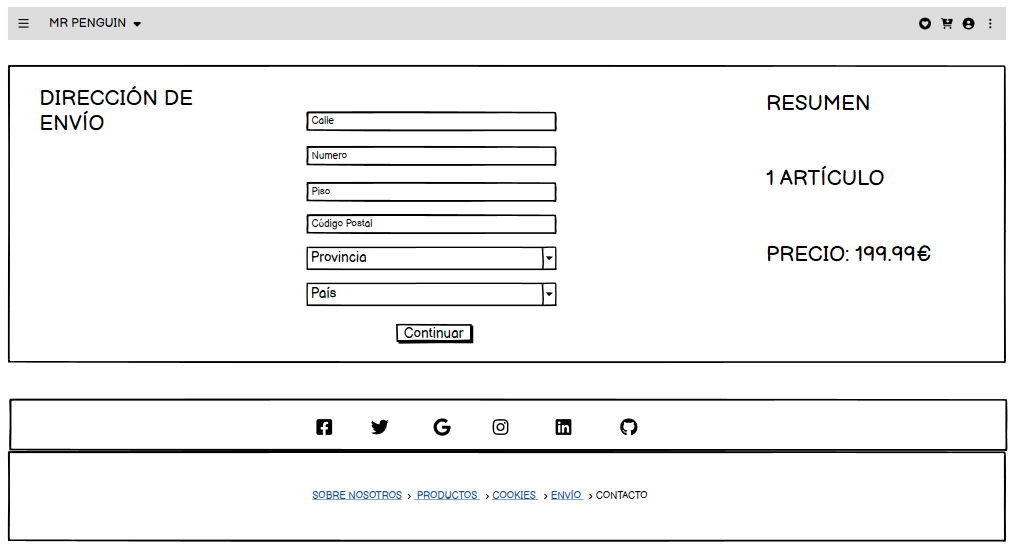 MR PENGUIN
DIRECCIÓN DE
ENVÍO
Calle
Numero
Piso
Código Postal
Provincia
País
Continuar
RESUMEN
1 ARTÍCULO
PRECIO: 199.99€
SOBRE NOSOTROS > PRODUCTOS > COOKIES > ENVÍO > CONTACTO